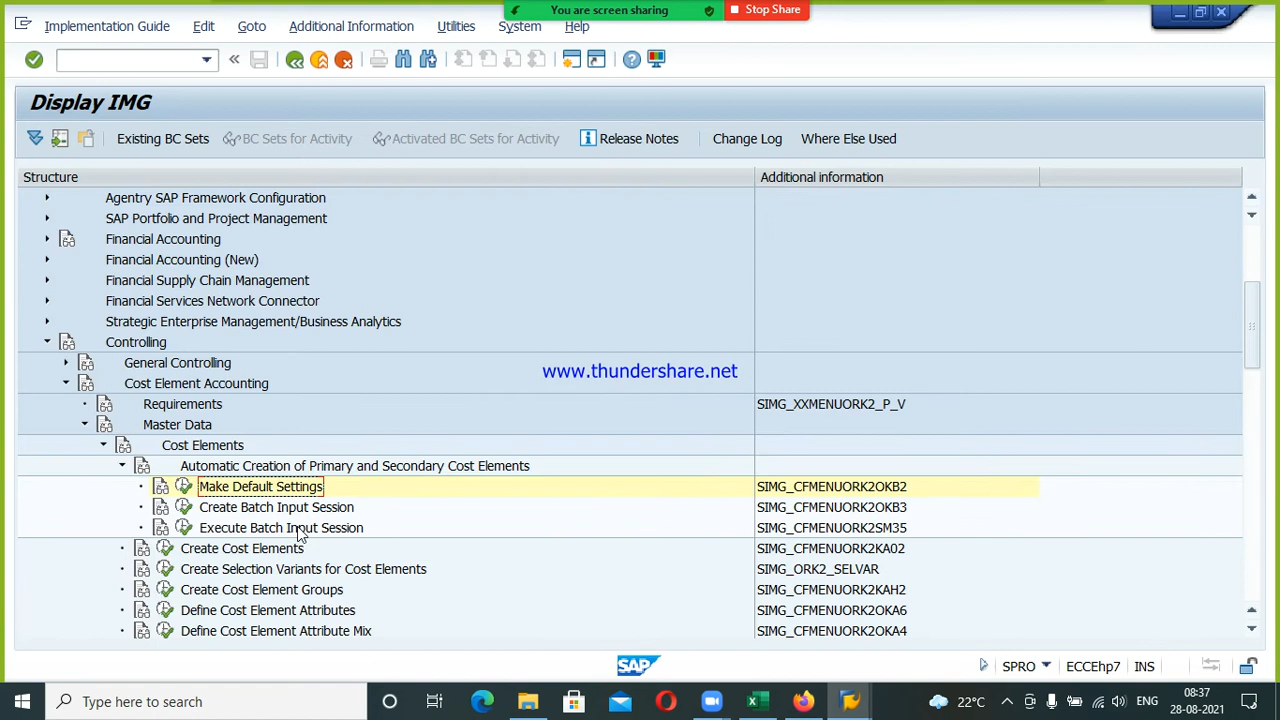 You are screen sharing
Stop Share
Implementation Guide Edit Goto Additional Information Utilities System Help
Display IMG
Existing BC Sets BC Sets for Activity Activated BC Sets for Activity Release Notes Change Log Where Else Used
Structure Additional information
Agentry SAP Framework Configuration
SAP Portfolio and Project Management
Financial Accounting
Financial Accounting (New)
Financial Supply Chain Management
Financial Services Network Connector
Strategic Enterprise Management/Business Analytics
Controlling
General Controlling
www.thundershare.net
Cost Element Accounting
Requirements SIMG_XXMENUORK2_P_V
Master Data
Cost Elements
Automatic Creation of Primary and Secondary Cost Elements
Make Default Settings SIMG_CFMENUORK2OKB2
Create Batch Input Session SIMG_CFMENUORK2OKB3
Execute Batch Input Session SIMG_CFMENUORK2SM35
Create Cost Elements SIMG_CFMENUORK2KA02
Create Selection Variants for Cost Elements SIMG_ORK2_SELVAR
Create Cost Element Groups SIMG_CFMENUORK2KAH2
Define Cost Element Attributes SIMG_CFMENUORK2OKA6
Define Cost Element Attribute Mix SIMG_CFMENUORK2OKA4
SAP SPRO ECCEhp7 INS
Type here to search 22°C ENG 08:37
28-08-2021